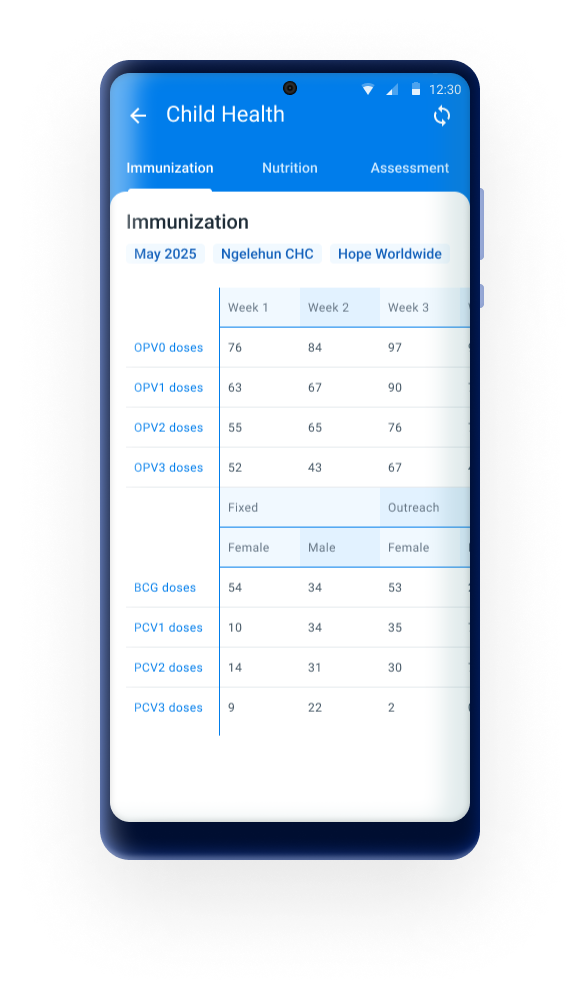 12:30
Child Health
Immunization Nutrition Assessment
Immunization
May 2025 Ngelehun CHC Hope Worldwide
Week 1 Week 2 Week 3
OPV0 doses 76 84 97
OPV1 doses 63 67 90
OPV2 doses 55 65 76
OPV3 doses 52 43 67
Fixed Outreach
Female Male Female
BCG doses 54 34 53
PCV1 doses 10 34 35
PCV2 doses 14 31 30
PCV3 doses 9 22 2